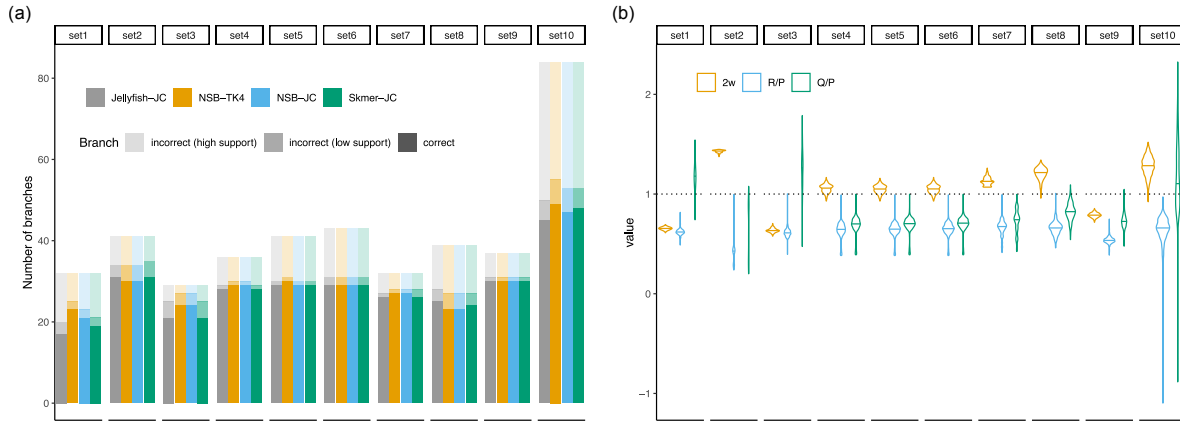 (a)
set1 set2 set3 set4 set5 set6 set7 set8 set9 set10
80
60
40
20
0
Number of branches
Jellyfish–JC NSB–TK4 NSB–JC Skmer–JC
Branch incorrect (high support) incorrect (low support) correct
(b)
set1 set2 set3 set4 set5 set6 set7 set8 set9 set10
2w R/P Q/P
2
1
0
−1
value